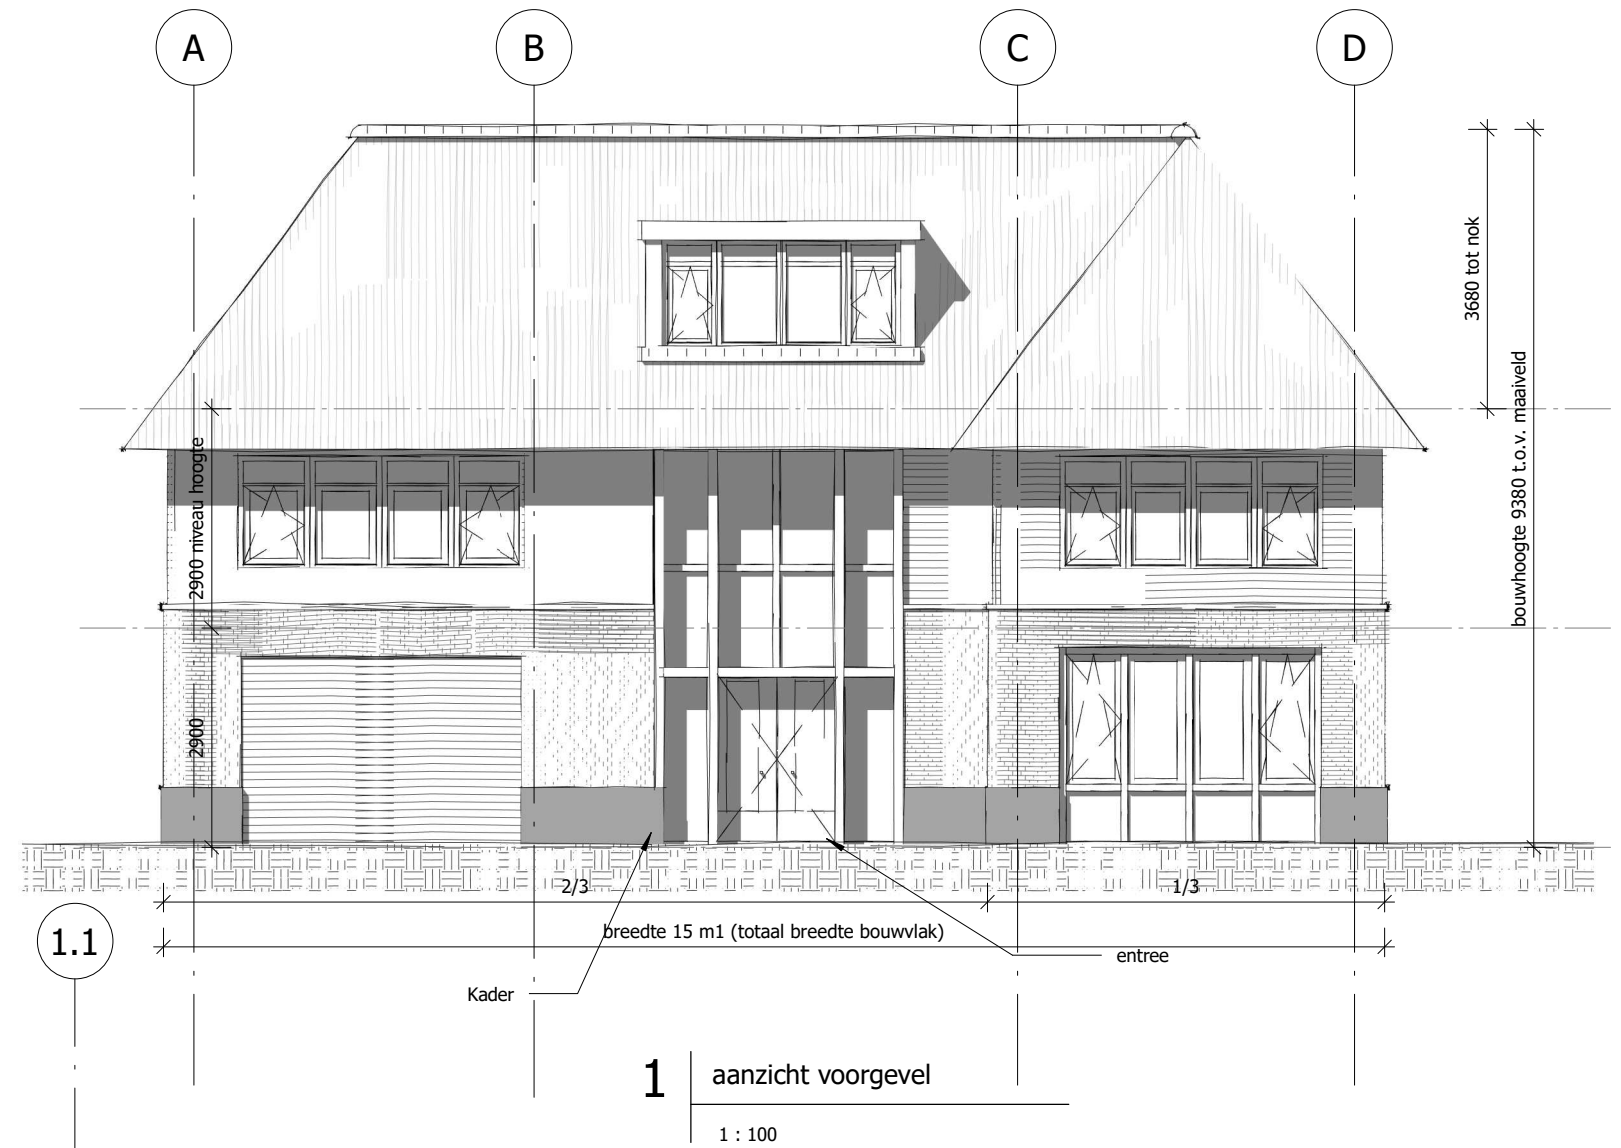 A
B
C
D
3680 tot nok
bouwhoogte 9380 t.o.v. maaiveld
2900 niveau hoogte
2900
2/3
1/3
breedte 15 m1 (totaal breedte bouwvlak)
1.1
entree
Kader
1
aanzicht voorgevel
1 : 100